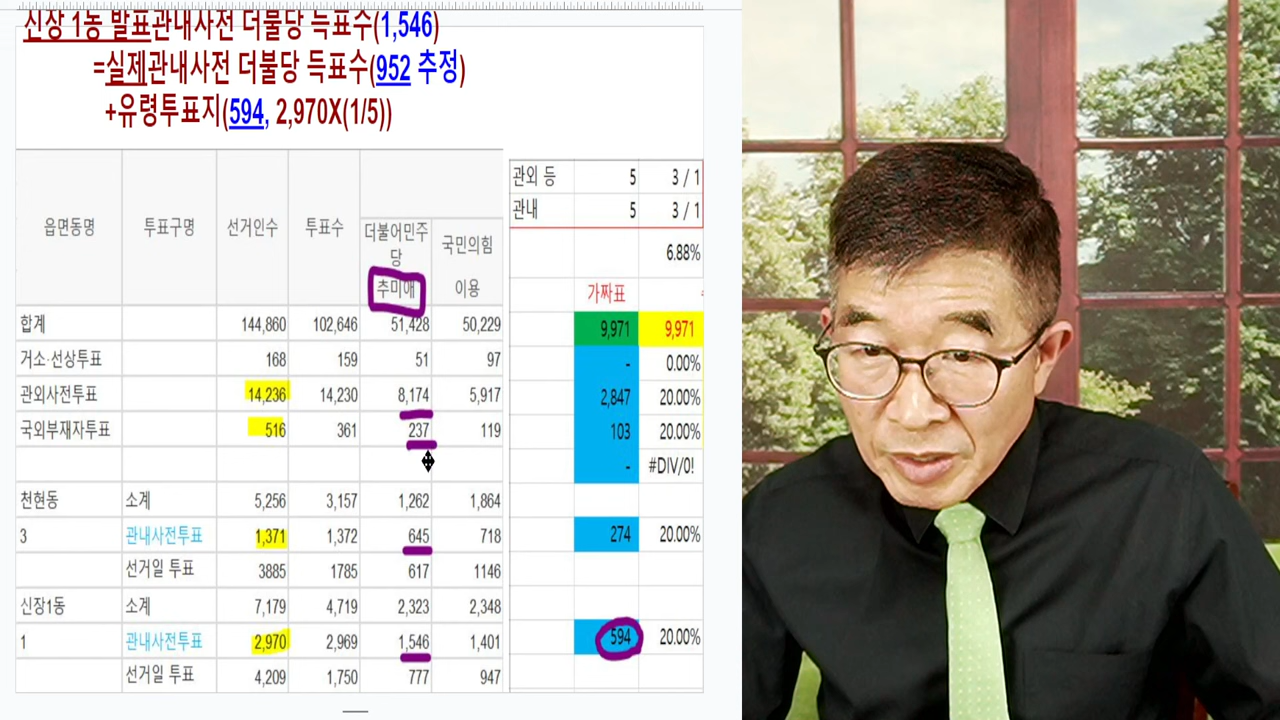 신장 1동 발표관내사전 더불당 득표수(1,546)
=실제관내사전 더불당 득표수(952 추정)
+유령투표지(594, 2,970X(1/5))
읍면동명 투표구명 선거인수 투표수 더불어민주당 추미애 국민의힘 이용
합계 144,860 102,646 51,428 50,229
거소·선상투표 168 159 51 97
관외사전투표 14,236 14,230 8,174 5,917
국외부재자투표 516 361 237 119
천현동 소계 5,256 3,157 1,262 1,864
3 관내사전투표 1,371 1,372 645 718
선거일 투표 3885 1785 617 1146
신장1동 소계 7,179 4,719 2,323 2,348
1 관내사전투표 2,970 2,969 1,546 1,401
선거일 투표 4,209 1,750 777 947
관외 등 5 3 / 1
관내 5 3 / 1
6.88%
가짜표
9,971 9,971
- 0.00%
2,847 20.00%
103 20.00%
- #DIV/0!
274 20.00%
594 20.00%